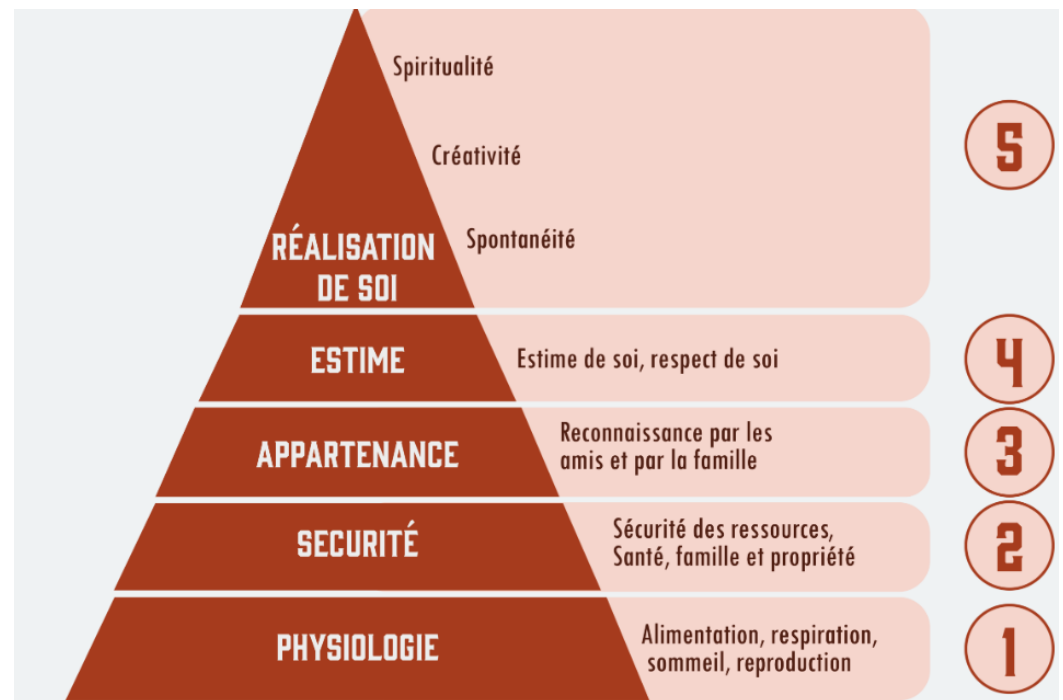 Spiritualité
Créativité
5
Spontanéité
RÉALISATION
DE SOI
ESTIME
Estime de soi, respect de soi
4
APPARTENANCE
Reconnaissance par les
amis et par la famille
3
SECURITÉ
Sécurité des ressources,
Santé, famille et propriété
2
PHYSIOLOGIE
Alimentation, respiration,
sommeil, reproduction
1